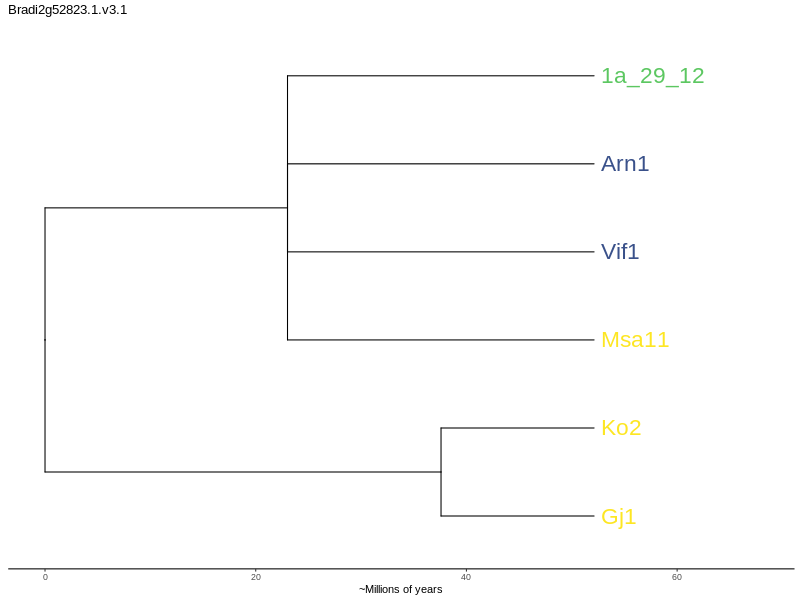 Bradi2g52823.1.v3.1
1a_29_12
Arn1
Vif1
Msa11
Ko2
Gj1
0 20 40 60
~Millions of years